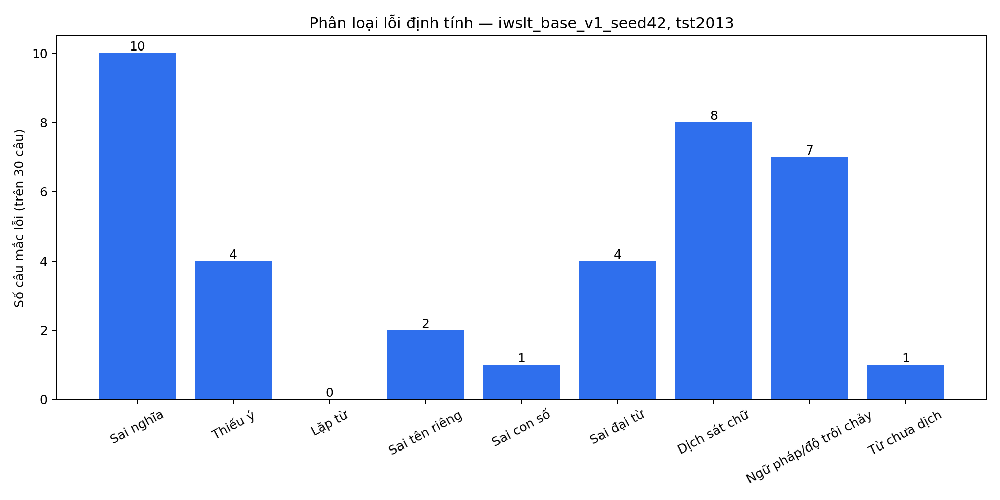 Phân loại lỗi định tính — iwslt_base_v1_seed42, tst2013
Số câu mắc lỗi (trên 30 câu)
10
8
6
4
2
0
10
4
0
2
1
4
8
7
1
Sai nghĩa
Thiếu ý
Lặp từ
Sai tên riêng
Sai con số
Sai đại từ
Dịch sát chữ
Ngữ pháp/độ trôi chảy
Từ chưa dịch